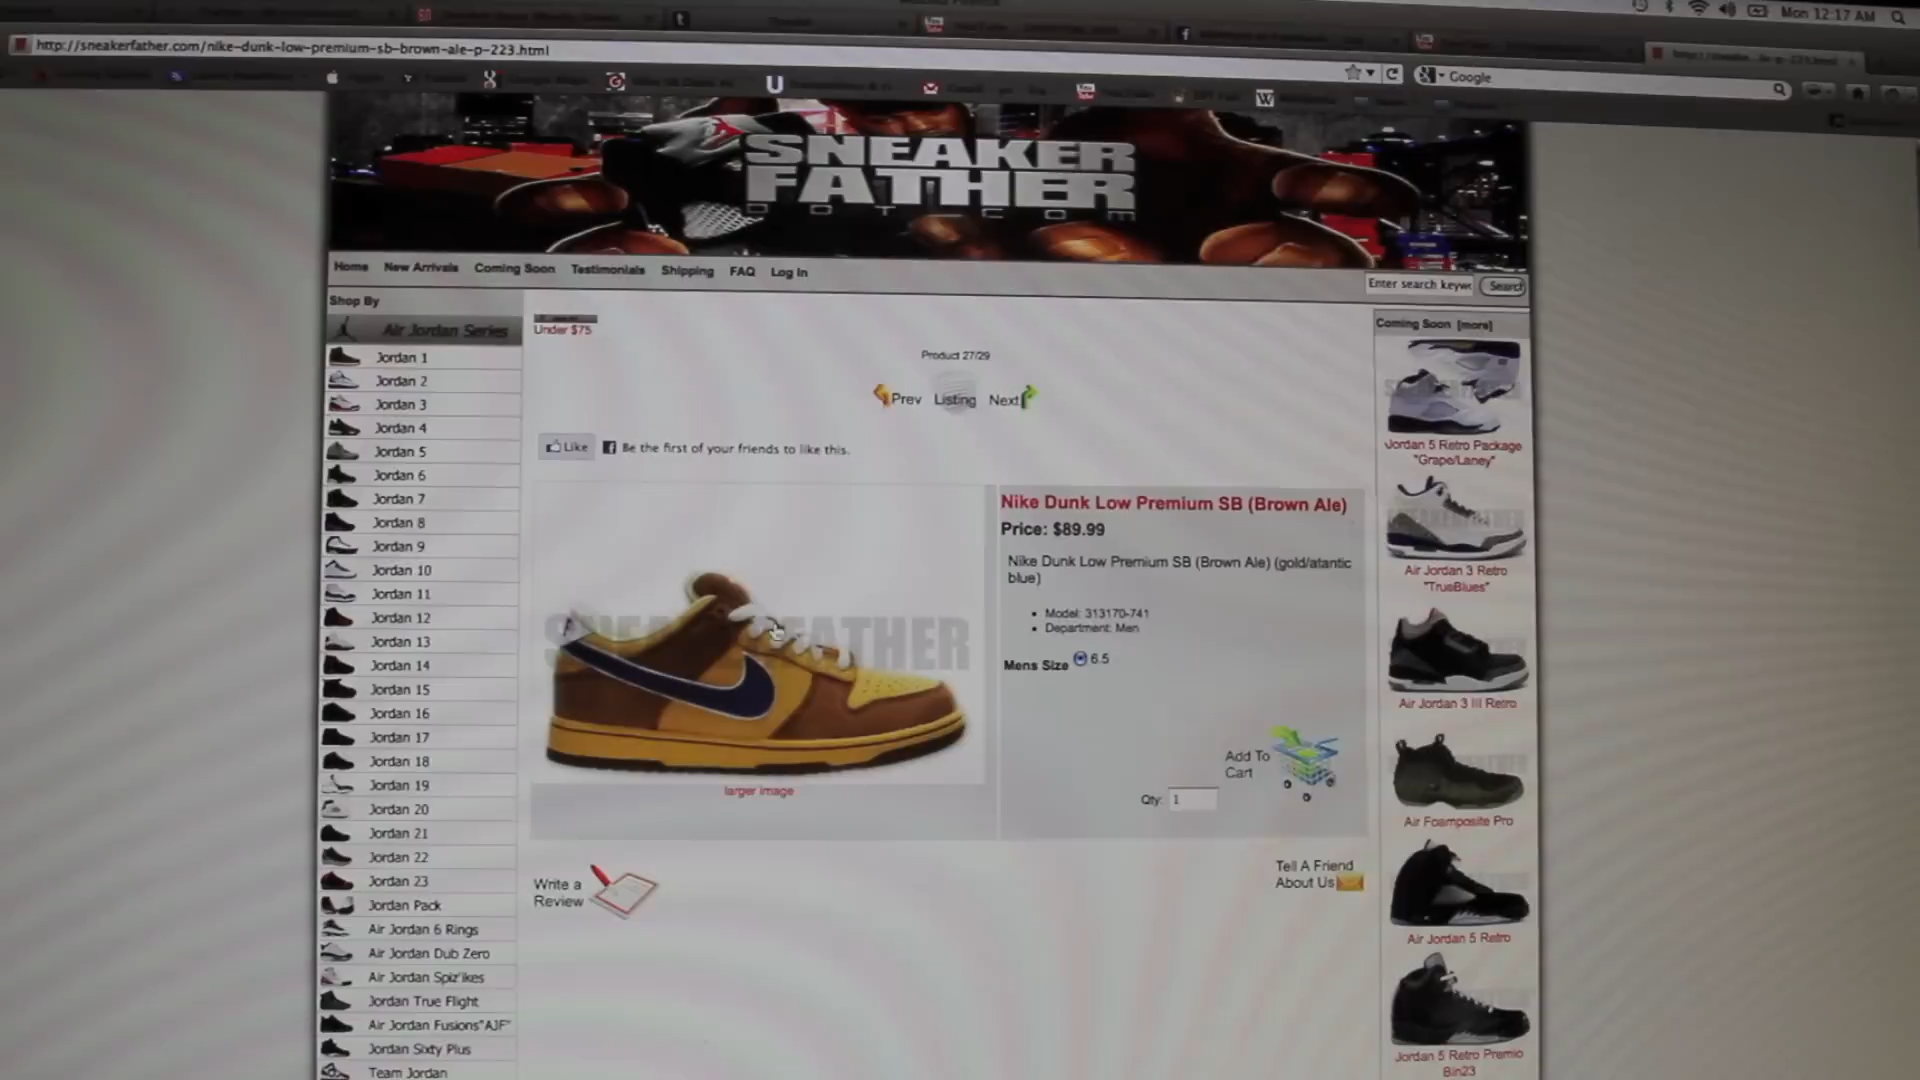 Mon 12:17 AM
http://sneakerfather.com/nike-dunk-low-premium-sb-brown-ale-p-223.html
Google
SNEAKER
FATHER
DOT COM
Home New Arrivals Coming Soon Testimonials Shipping FAQ Log In
Enter search keywo Search
Shop By
Air Jordan Series
Jordan 1
Jordan 2
Jordan 3
Jordan 4
Jordan 5
Jordan 6
Jordan 7
Jordan 8
Jordan 9
Jordan 10
Jordan 11
Jordan 12
Jordan 13
Jordan 14
Jordan 15
Jordan 16
Jordan 17
Jordan 18
Jordan 19
Jordan 20
Jordan 21
Jordan 22
Jordan 23
Jordan Pack
Air Jordan 6 Rings
Air Jordan Dub Zero
Air Jordan Spiz'ikes
Jordan True Flight
Air Jordan Fusions"AJF"
Jordan Sixty Plus
Team Jordan
Under $75
Product 27/29
Prev Listing Next
Like Be the first of your friends to like this.
SNEAKERFATHER
larger image
Nike Dunk Low Premium SB (Brown Ale)
Price: $89.99
Nike Dunk Low Premium SB (Brown Ale) (gold/atantic
blue)
Model: 313170-741
Department: Men
Mens Size 6.5
Add To
Cart
Qty: 1
Write a
Review
Tell A Friend
About Us
Coming Soon [more]
Jordan 5 Retro Package
"Grape/Laney"
Air Jordan 3 Retro
"TrueBlues"
Air Jordan 3 III Retro
Air Foamposite Pro
Air Jordan 5 Retro
Jordan 5 Retro Premio
Bin23